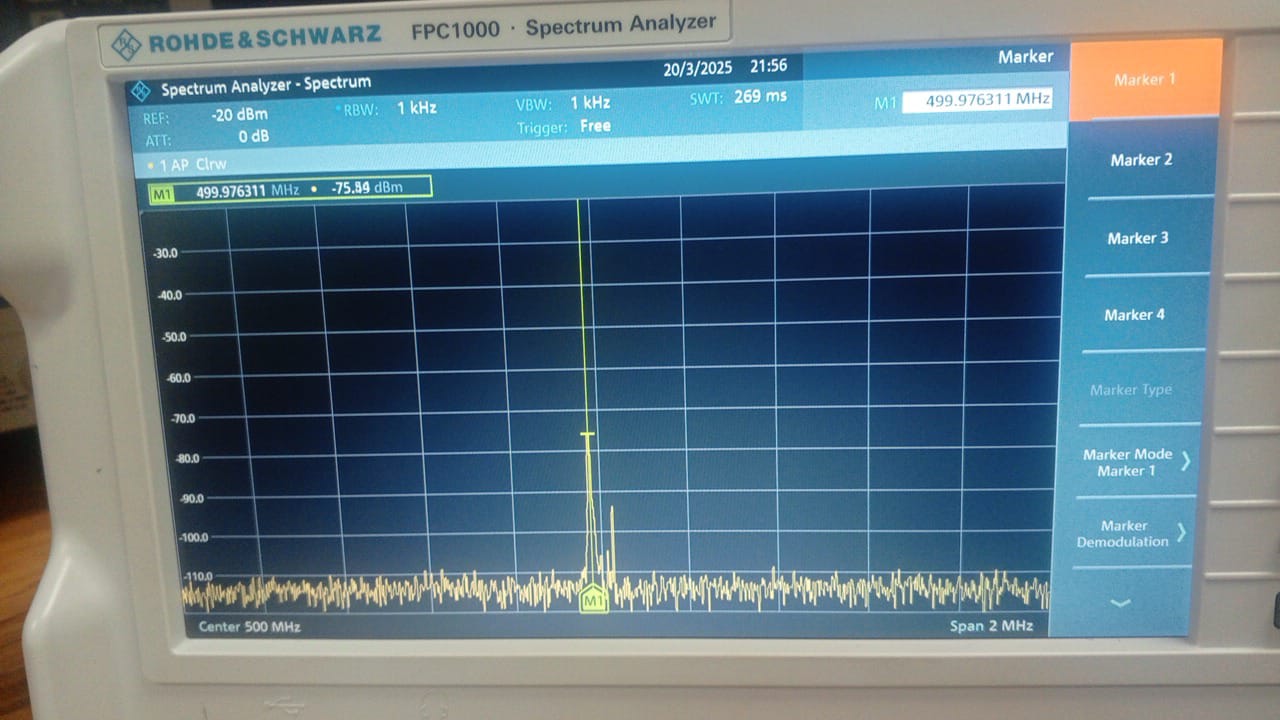 ROHDE & SCHWARZ FPC1000 · Spectrum Analyzer
Spectrum Analyzer - Spectrum 20/3/2025 21:56 Marker
REF: -20 dBm RBW: 1 kHz VBW: 1 kHz SWT: 269 ms M1 499.976311 MHz
ATT: 0 dB Trigger: Free
1 AP Clrw
M1 499.976311 MHz dBm
-30.0
-40.0
-50.0
-60.0
-70.0
-80.0
-90.0
-100.0
-110.0
M1
Center 500 MHz Span 2 MHz
Marker 1
Marker 2
Marker 3
Marker 4
Marker Type
Marker Mode
Marker 1
Marker
Demodulation